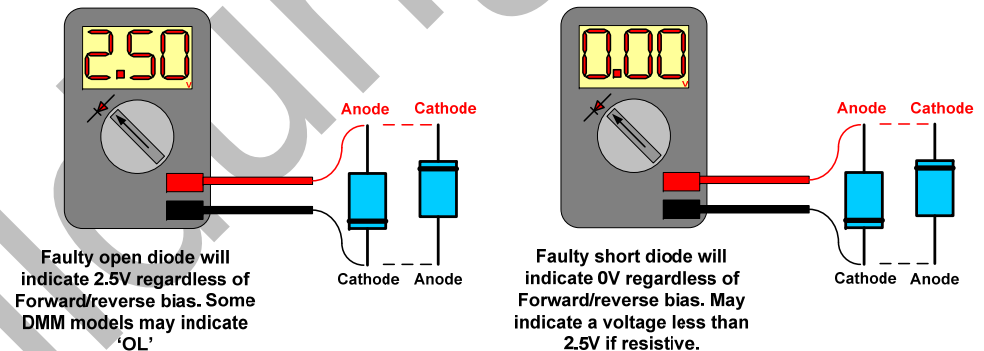 2.50
V
Anode Cathode
Cathode Anode
Faulty open diode will
indicate 2.5V regardless of
Forward/reverse bias. Some
DMM models may indicate
‘OL’
0.00
V
Anode Cathode
Cathode Anode
Faulty short diode will
indicate 0V regardless of
Forward/reverse bias. May
indicate a voltage less than
2.5V if resistive.